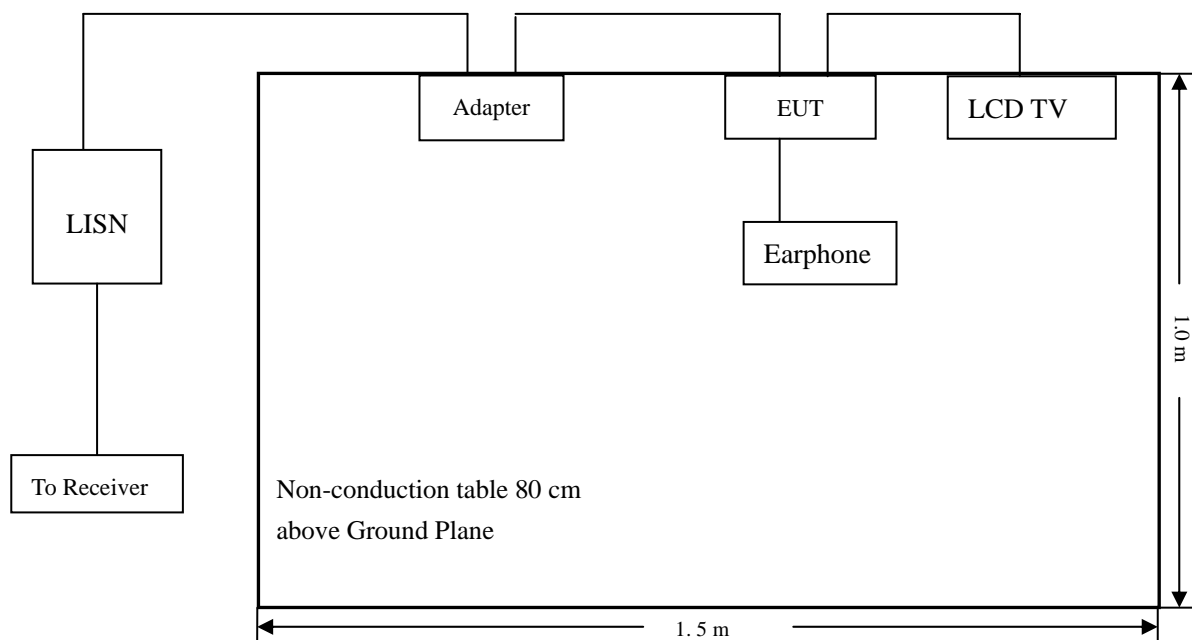 Adapter
EUT
LCD TV
LISN
Earphone
1.0 m
To Receiver
Non-conduction table 80 cm
above Ground Plane
1. 5 m